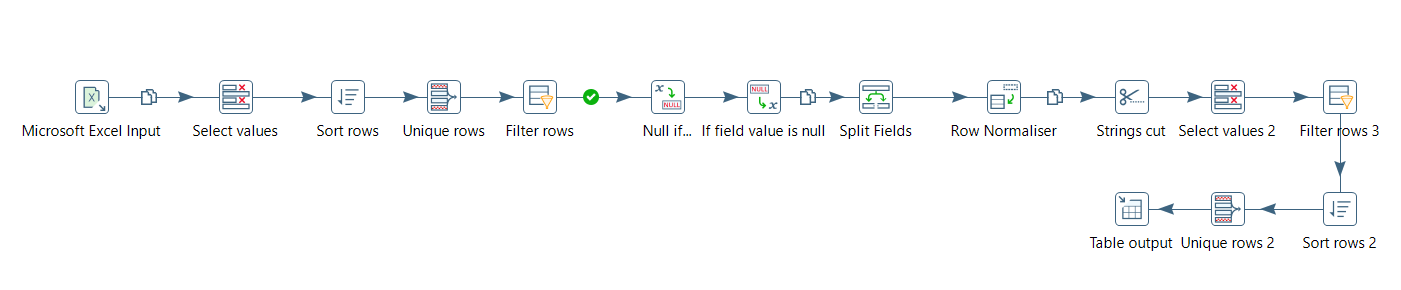 Microsoft Excel Input
Select values
Sort rows
Unique rows
Filter rows
Null if...
If field value is null
Split Fields
Row Normaliser
Strings cut
Select values 2
Filter rows 3
Table output
Unique rows 2
Sort rows 2
X
x
NULL
NULL
x